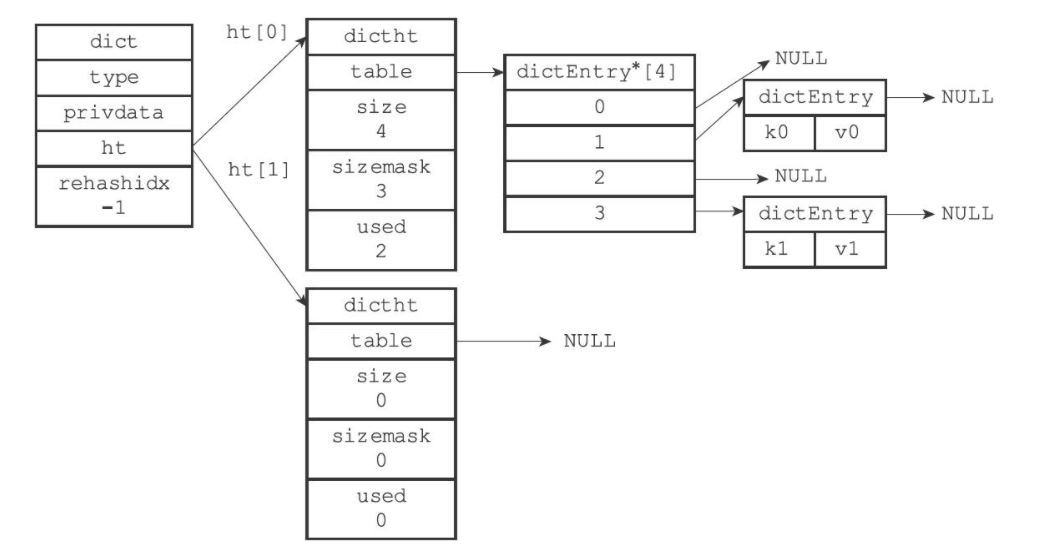 dict
type
privdata
ht
rehashidx
-1
ht[0]
ht[1]
dictht
table
size
4
sizemask
3
used
2
dictEntry*[4]
0
1
2
3
NULL
dictEntry
k0 v0
NULL
NULL
dictEntry
k1 v1
NULL
dictht
table
NULL
size
0
sizemask
0
used
0